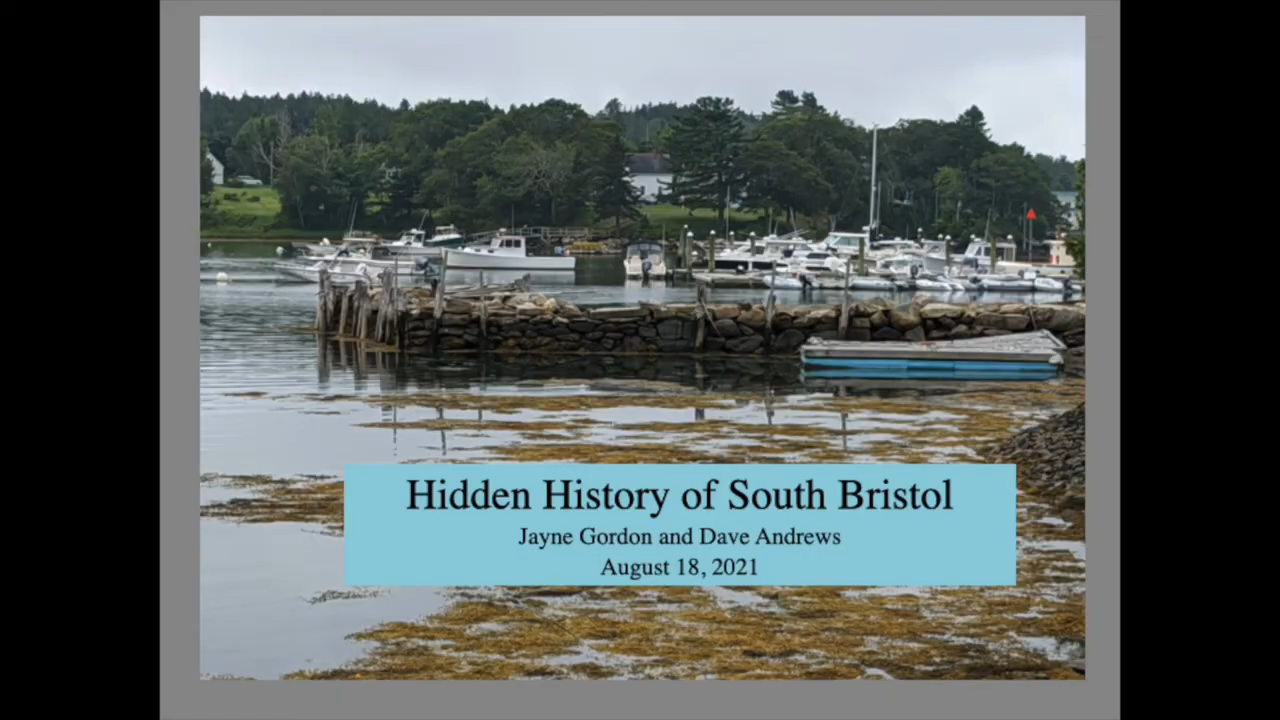 Hidden History of South Bristol
Jayne Gordon and Dave Andrews
August 18, 2021